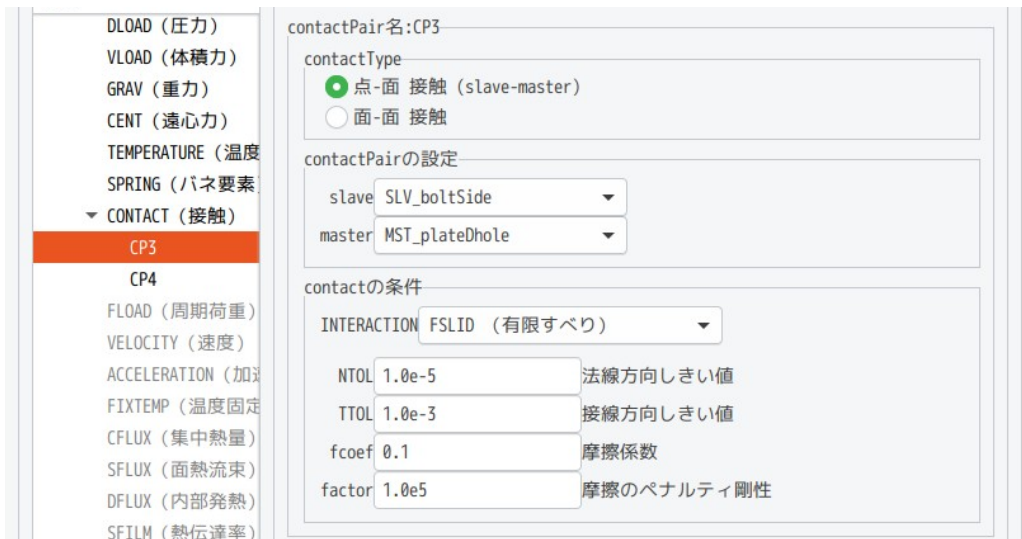 DLOAD (圧力)
VLOAD (体積力)
GRAV (重力)
CENT (遠心力)
TEMPERATURE (温度
SPRING (バネ要素
CONTACT (接触)
CP3
CP4
FLOAD (周期荷重)
VELOCITY (速度)
ACCELERATION (加速
FIXTEMP (温度固定
CFLUX (集中熱量)
SFLUX (面熱流束)
DFLUX (内部発熱)
SFILM (熱伝達率)
contactPair名:CP3
contactType
点-面 接触 (slave-master)
面-面 接触
contactPairの設定
slave SLV_boltSide
master MST_plateDhole
contactの条件
INTERACTION FSLID (有限すべり)
NTOL 1.0e-5 法線方向しきい値
TTOL 1.0e-3 接線方向しきい値
fcoef 0.1 摩擦係数
factor 1.0e5 摩擦のペナルティ剛性